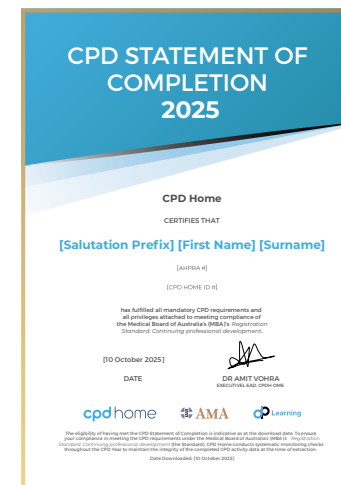 CPD STATEMENT OF
COMPLETION
2025
CPD Home
CERTIFIES THAT
[Salutation Prefix] [First Name] [Surname]
[AHPRA #]
[CPD HOME ID #]
has fulfilled all mandatory CPD requirements and
all privileges attached to meeting compliance of
the Medical Board of Australia's (MBA)'s Registration
Standard: Continuing professional development.
[10 October 2025]
DATE
DR AMIT VOHRA
EXECUTIVEL EAD, CPDH OME
cpdhome
AMA
dp Learning
The eligibility of having met the CPD Statement of Completion is indicative as at the download date. To ensure
your compliance in meeting the CPD requirements under the Medical Board of Australian (MBA)'s Registration
Standard: Continuing professional development (the Standard). CPD Home conducts systematic monitoring checks
throughout the CPD Year to maintain the integrity of the completed CPD activity data at the time of extraction.
Date Downloaded: [10 October 2025]